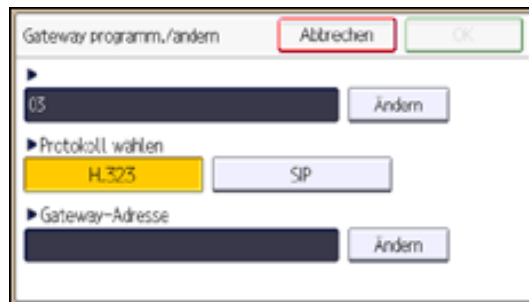 Gateway programm./ändern
Abbrechen
OK
▶
03
Ändern
▶Protokoll wählen
H.323
SIP
▶Gateway-Adresse
Ändern